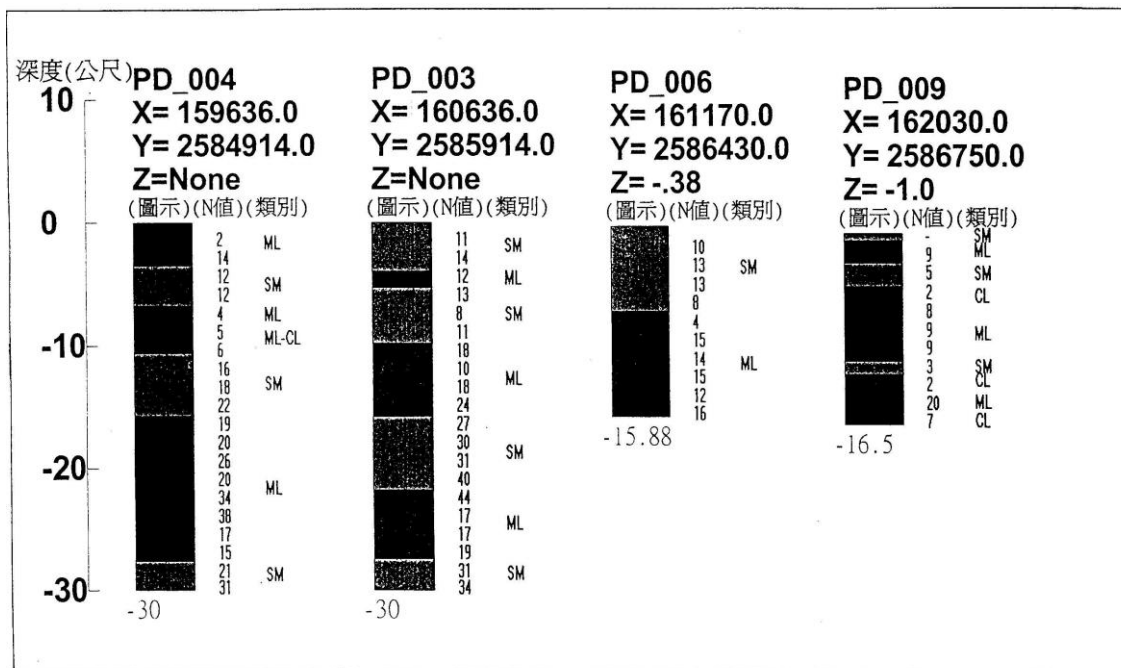 深度(公尺)
10
0
-10
-20
-30
PD_004
X= 159636.0
Y= 2584914.0
Z=None
(圖示)(N值)(類別)
2
ML
14
12
SM
12
4
ML
5
ML-CL
6
16
18
SM
22
19
20
26
20
ML
34
38
17
15
21
SM
31
-30
PD_003
X= 160636.0
Y= 2585914.0
Z=None
(圖示)(N值)(類別)
11
SM
14
12
ML
13
8
SM
11
18
10
ML
18
24
27
30
SM
31
40
44
17
ML
17
19
31
SM
34
-30
PD_006
X= 161170.0
Y= 2586430.0
Z= -.38
(圖示)(N值)(類別)
10
13
SM
13
8
4
15
14
ML
15
12
16
-15.88
PD_009
X= 162030.0
Y= 2586750.0
Z= -1.0
(圖示)(N值)(類別)
-
SM
9
ML
5
SM
2
CL
8
9
ML
9
3
SM
2
CL
20
ML
7
CL
-16.5